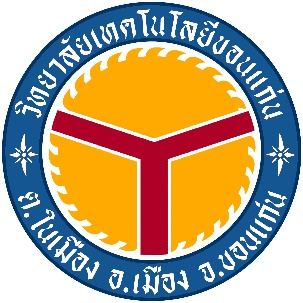 วิทยาลัยเทคโนโลยีขอนแก่น
ต.ในเมือง อ.เมือง จ.ขอนแก่น